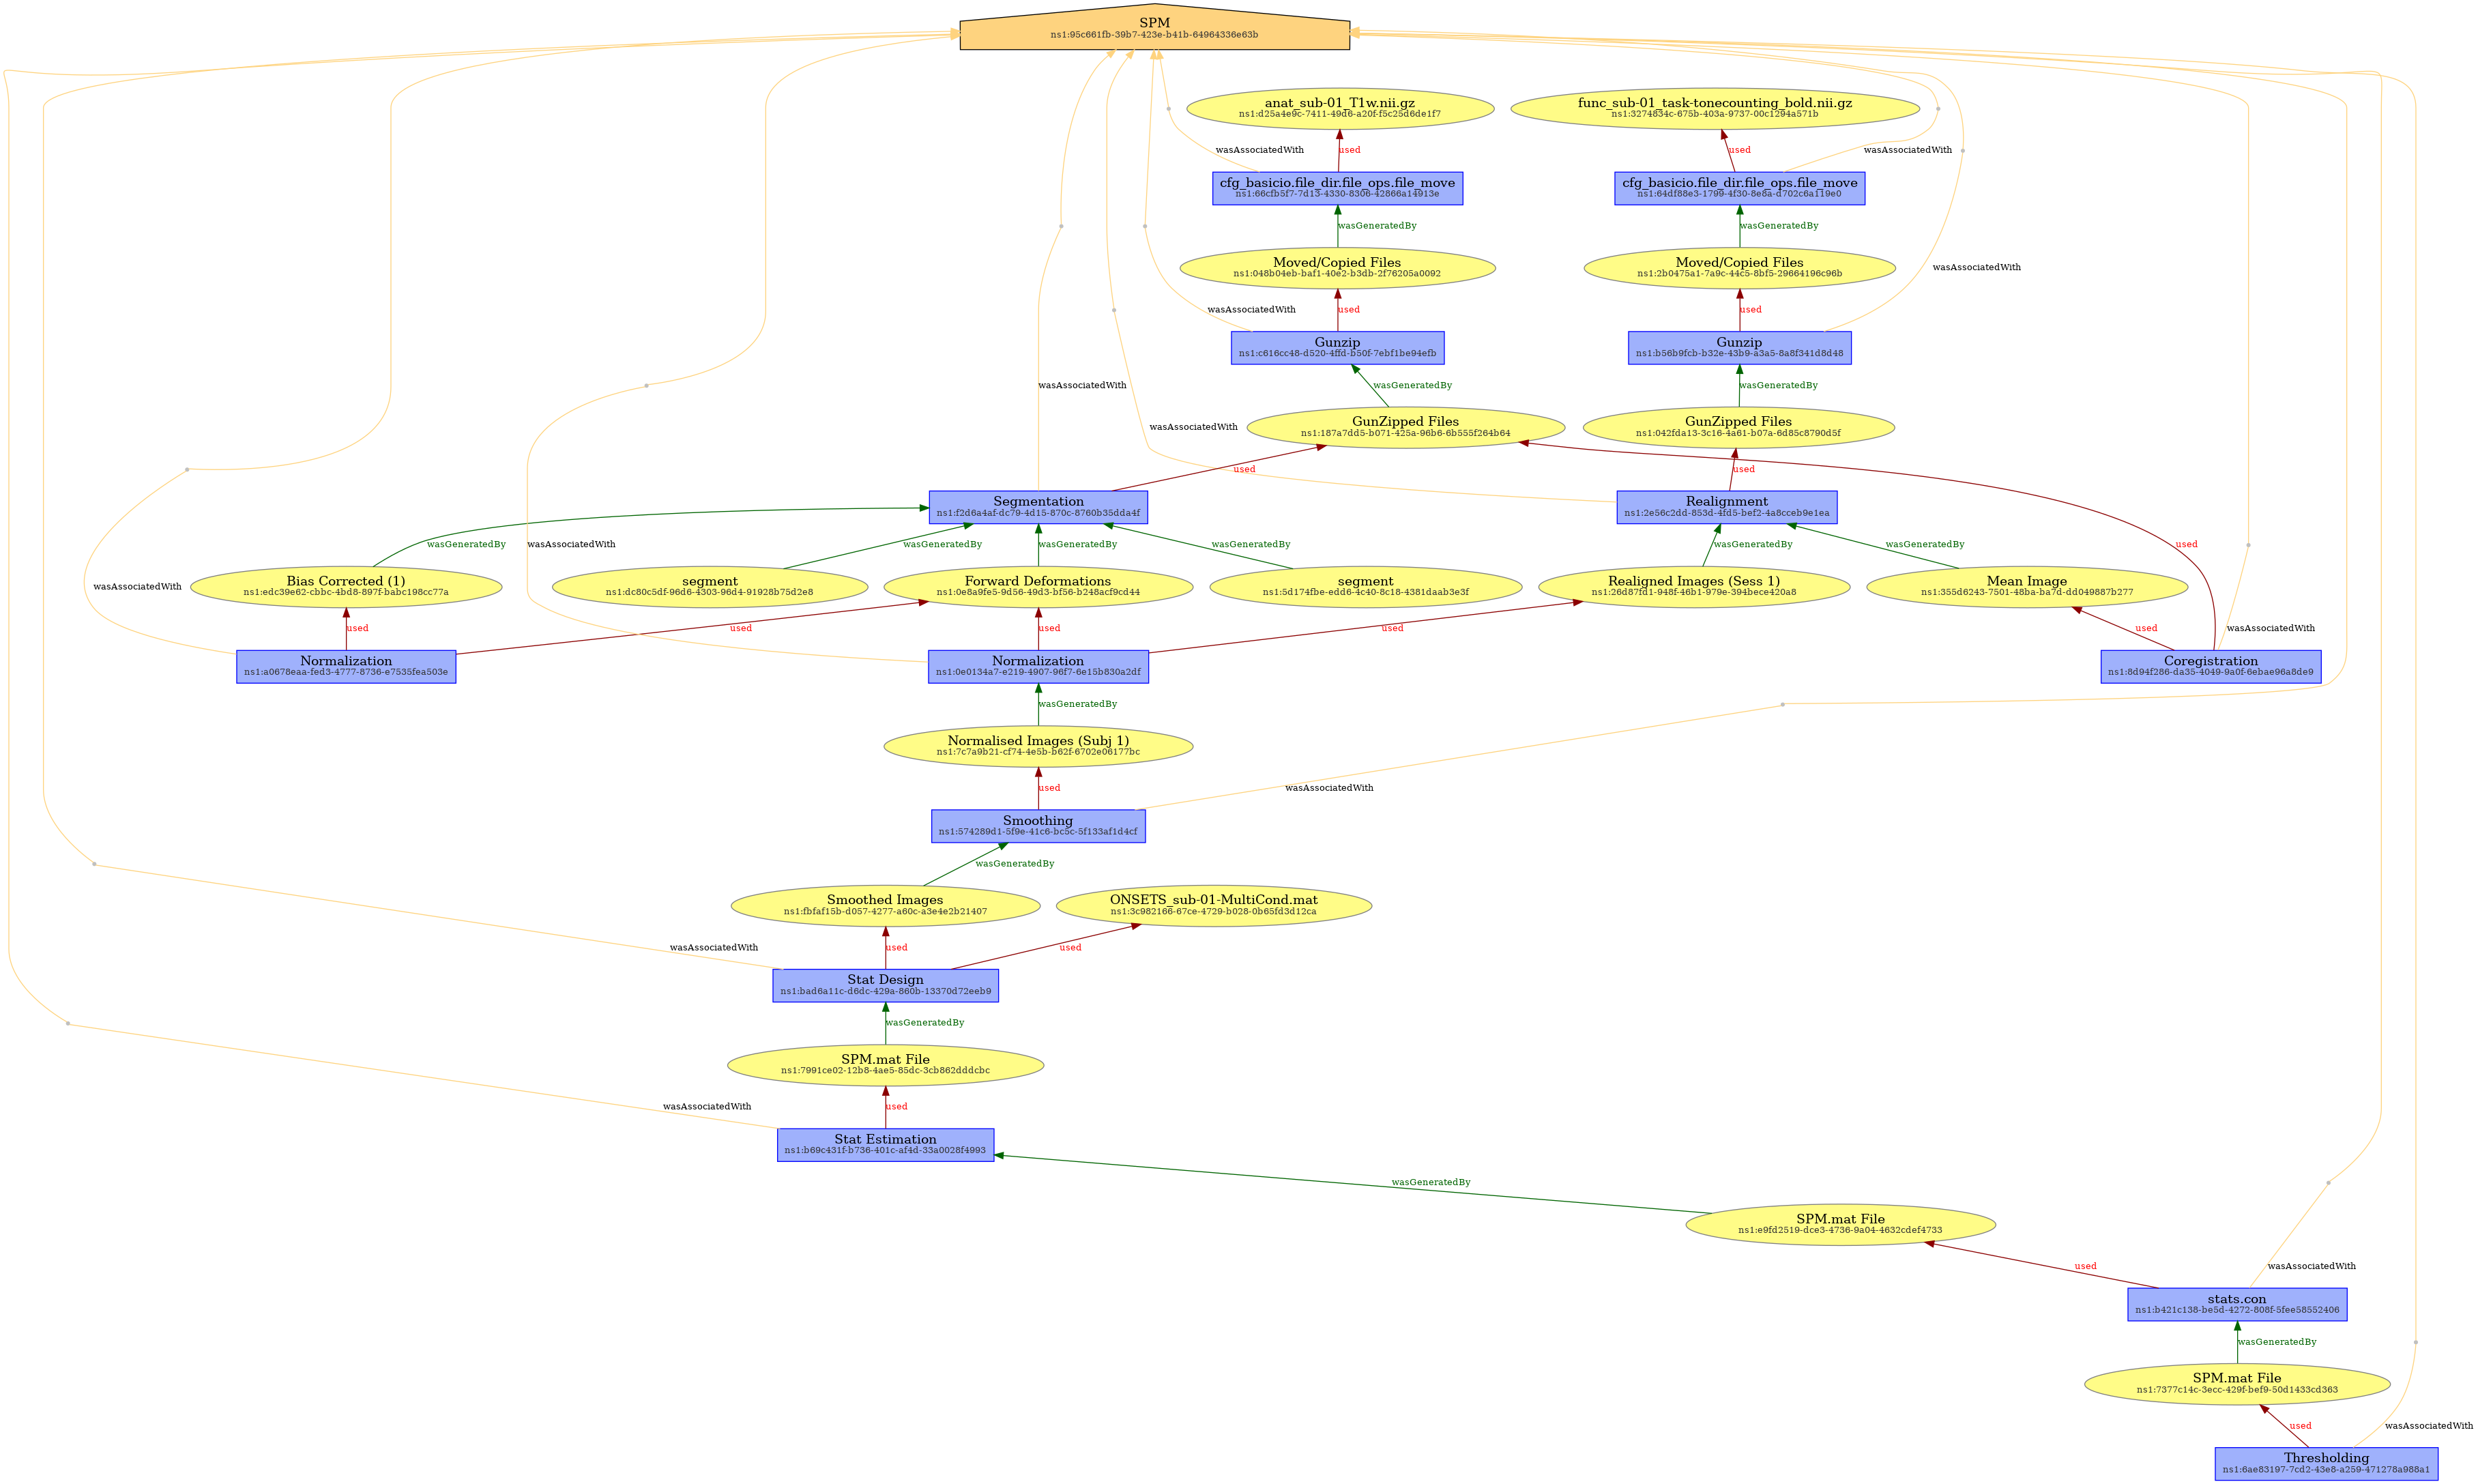 SPM
ns1:95c661fb-39b7-423e-b41b-64964336e63b
anat_sub-01_T1w.nii.gz
ns1:d25a4e9c-7411-49d6-a20f-f5c25d6de1f7
func_sub-01_task-tonecounting_bold.nii.gz
ns1:3274834c-675b-403a-9737-00c1294a571b
wasAssociatedWith
used
used
wasAssociatedWith
cfg_basicio.file_dir.file_ops.file_move
ns1:66cfb5f7-7d13-4330-8306-42866a14913e
cfg_basicio.file_dir.file_ops.file_move
ns1:64df88e3-1799-4f30-8e8a-d702c6a119e0
wasGeneratedBy
wasGeneratedBy
Moved/Copied Files
ns1:048b04eb-baf1-40e2-b3db-2f76205a0092
Moved/Copied Files
ns1:2b0475a1-7a9c-44c5-8bf5-29664196c96b
wasAssociatedWith
wasAssociatedWith
used
used
Gunzip
ns1:c616cc48-d520-4ffd-b50f-7ebf1be94efb
Gunzip
ns1:b56b9fcb-b32e-43b9-a3a5-8a8f341d8d48
wasAssociatedWith
wasGeneratedBy
wasGeneratedBy
wasAssociatedWith
GunZipped Files
ns1:187a7dd5-b071-425a-96b6-6b555f264b64
GunZipped Files
ns1:042fda13-3c16-4a61-b07a-6d85c8790d5f
used
used
Segmentation
ns1:f2d6a4af-dc79-4d15-870c-8760b35dda4f
Realignment
ns1:2e56c2dd-853d-4fd5-bef2-4a8cceb9e1ea
wasGeneratedBy
wasAssociatedWith
wasGeneratedBy
wasGeneratedBy
wasGeneratedBy
wasGeneratedBy
wasGeneratedBy
used
wasAssociatedWith
Bias Corrected (1)
ns1:edc39e62-cbbc-4bd8-897f-babc198cc77a
segment
ns1:dc80c5df-96d6-4303-96d4-91928b75d2e8
Forward Deformations
ns1:0e8a9fe5-9d56-49d3-bf56-b248acf9cd44
segment
ns1:5d174fbe-edd6-4c40-8c18-4381daab3e3f
Realigned Images (Sess 1)
ns1:26d87fd1-948f-46b1-979e-394bece420a8
Mean Image
ns1:355d6243-7501-48ba-ba7d-dd049887b277
used
used
used
used
used
wasAssociatedWith
Normalization
ns1:a0678eaa-fed3-4777-8736-e7535fea503e
Normalization
ns1:0e0134a7-e219-4907-96f7-6e15b830a2df
Coregistration
ns1:8d94f286-da35-4049-9a0f-6ebae96a8de9
wasGeneratedBy
Normalised Images (Subj 1)
ns1:7c7a9b21-cf74-4e5b-b62f-6702e06177bc
used
wasAssociatedWith
Smoothing
ns1:574289d1-5f9e-41c6-bc5c-5f133af1d4cf
wasGeneratedBy
Smoothed Images
ns1:fbfaf15b-d057-4277-a60c-a3e4e2b21407
ONSETS_sub-01-MultiCond.mat
ns1:3c982166-67ce-4729-b028-0b65fd3d12ca
wasAssociatedWith
used
used
Stat Design
ns1:bad6a11c-d6dc-429a-860b-13370d72eeb9
wasGeneratedBy
SPM.mat File
ns1:7991ce02-12b8-4ae5-85dc-3cb862dddcbc
wasAssociatedWith
used
Stat Estimation
ns1:b69c431f-b736-401c-af4d-33a0028f4993
wasGeneratedBy
SPM.mat File
ns1:e9fd2519-dce3-4736-9a04-4632cdef4733
used
wasAssociatedWith
stats.con
ns1:b421c138-be5d-4272-808f-5fee58552406
wasGeneratedBy
SPM.mat File
ns1:7377c14c-3ecc-429f-bef9-50d1433cd363
used
wasAssociatedWith
Thresholding
ns1:6ae83197-7cd2-43e8-a259-471278a988a1